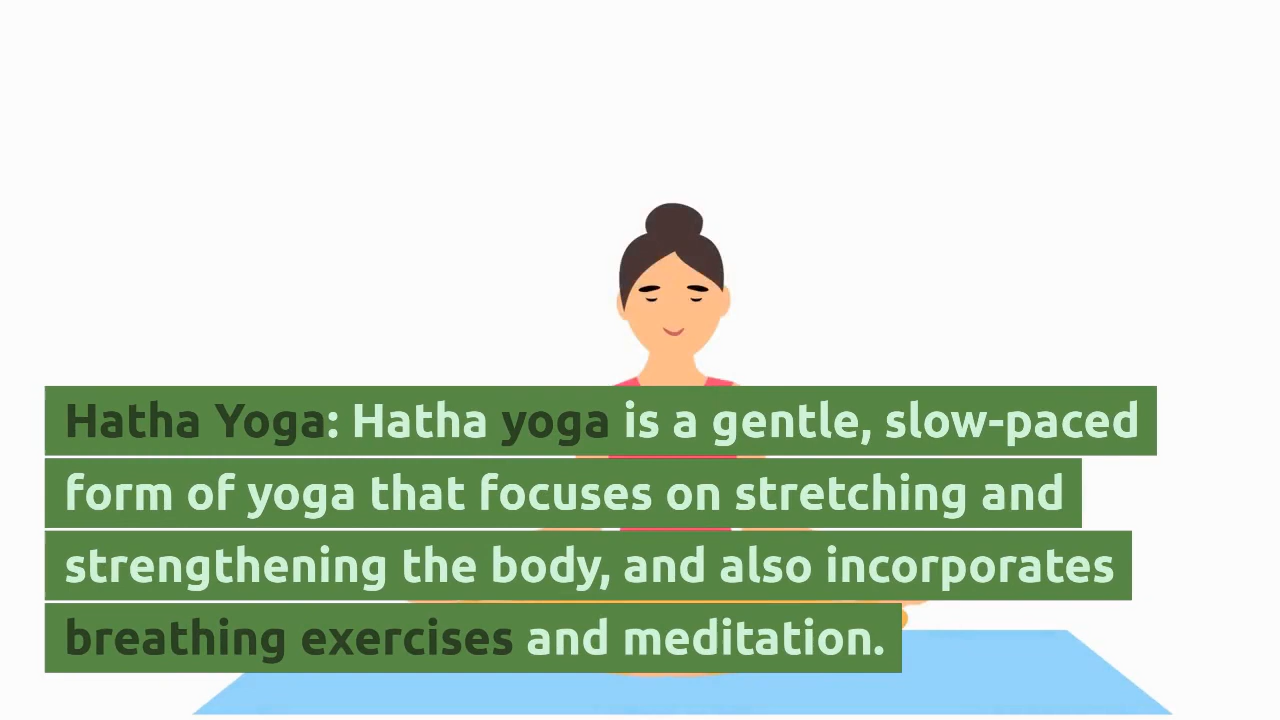 Hatha Yoga: Hatha yoga is a gentle, slow-paced
form of yoga that focuses on stretching and
strengthening the body, and also incorporates
breathing exercises and meditation.